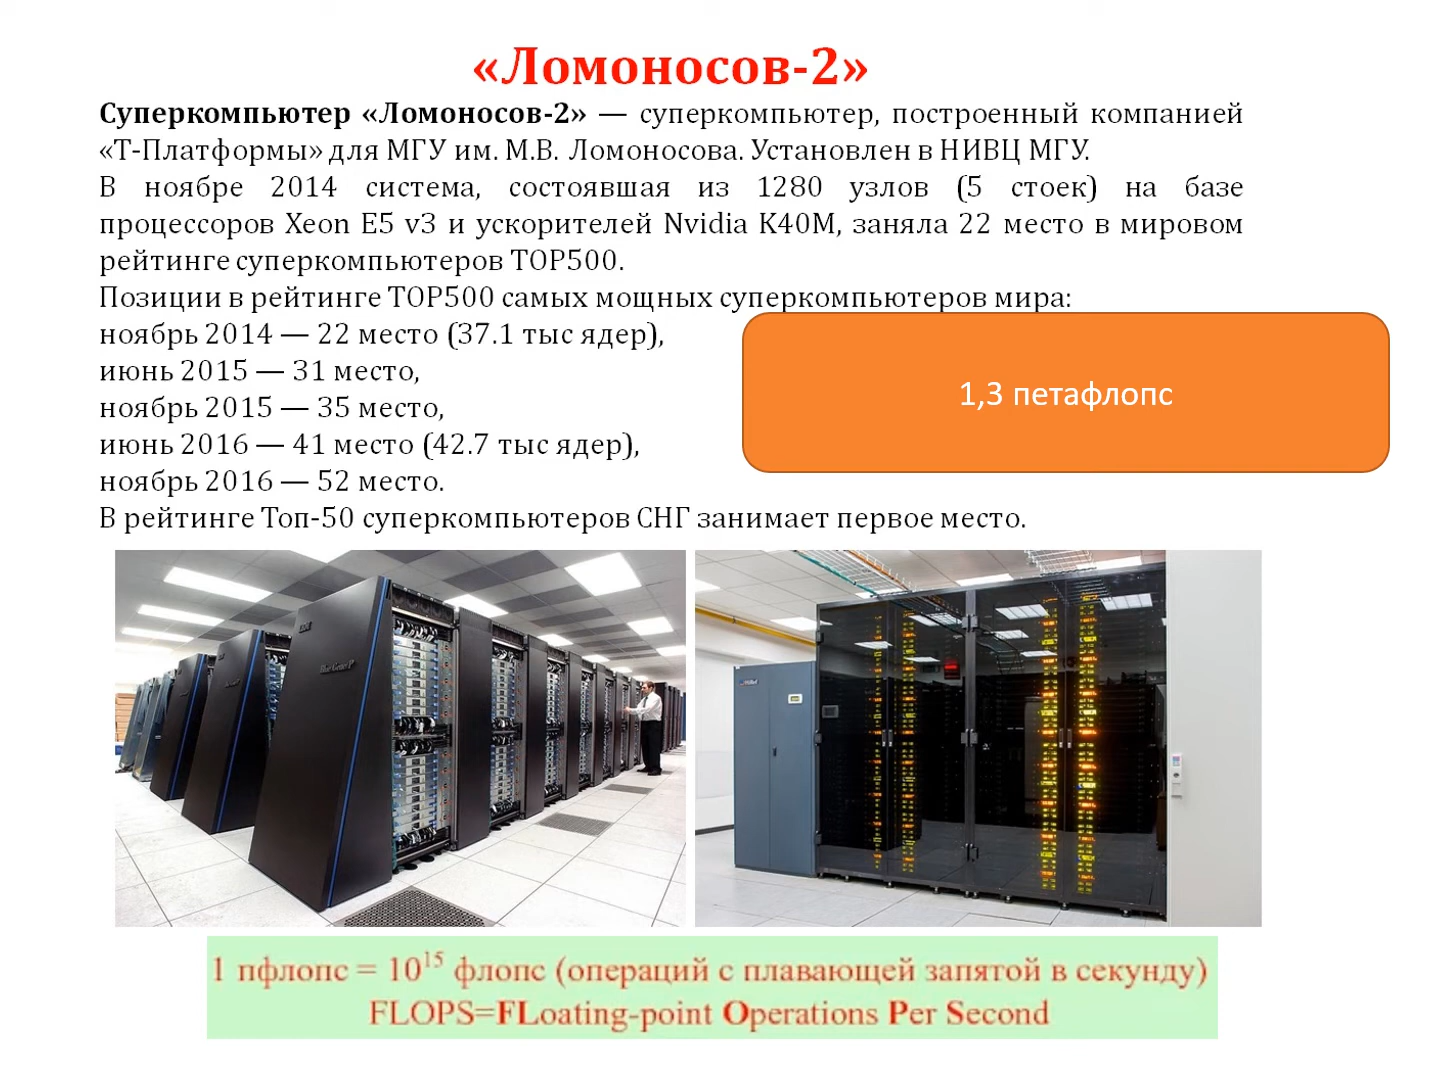 «Ломоносов-2»
Суперкомпьютер «Ломоносов-2» — суперкомпьютер, построенный компанией
«Т-Платформы» для МГУ им. М.В. Ломоносова. Установлен в НИВЦ МГУ.
В ноябре 2014 система, состоявшая из 1280 узлов (5 стоек) на базе
процессоров Xeon E5 v3 и ускорителей Nvidia K40M, заняла 22 место в мировом
рейтинге суперкомпьютеров TOP500.
Позиции в рейтинге TOP500 самых мощных суперкомпьютеров мира:
ноябрь 2014 — 22 место (37.1 тыс ядер),
июнь 2015 — 31 место,
ноябрь 2015 — 35 место,
июнь 2016 — 41 место (42.7 тыс ядер),
ноябрь 2016 — 52 место.
1,3 петафлопс
В рейтинге Топ-50 суперкомпьютеров СНГ занимает первое место.
Blue Gene/P
1 пфлопс = 10¹⁵ флопс (операций с плавающей запятой в секунду)
FLOPS=FLoating-point Operations Per Second